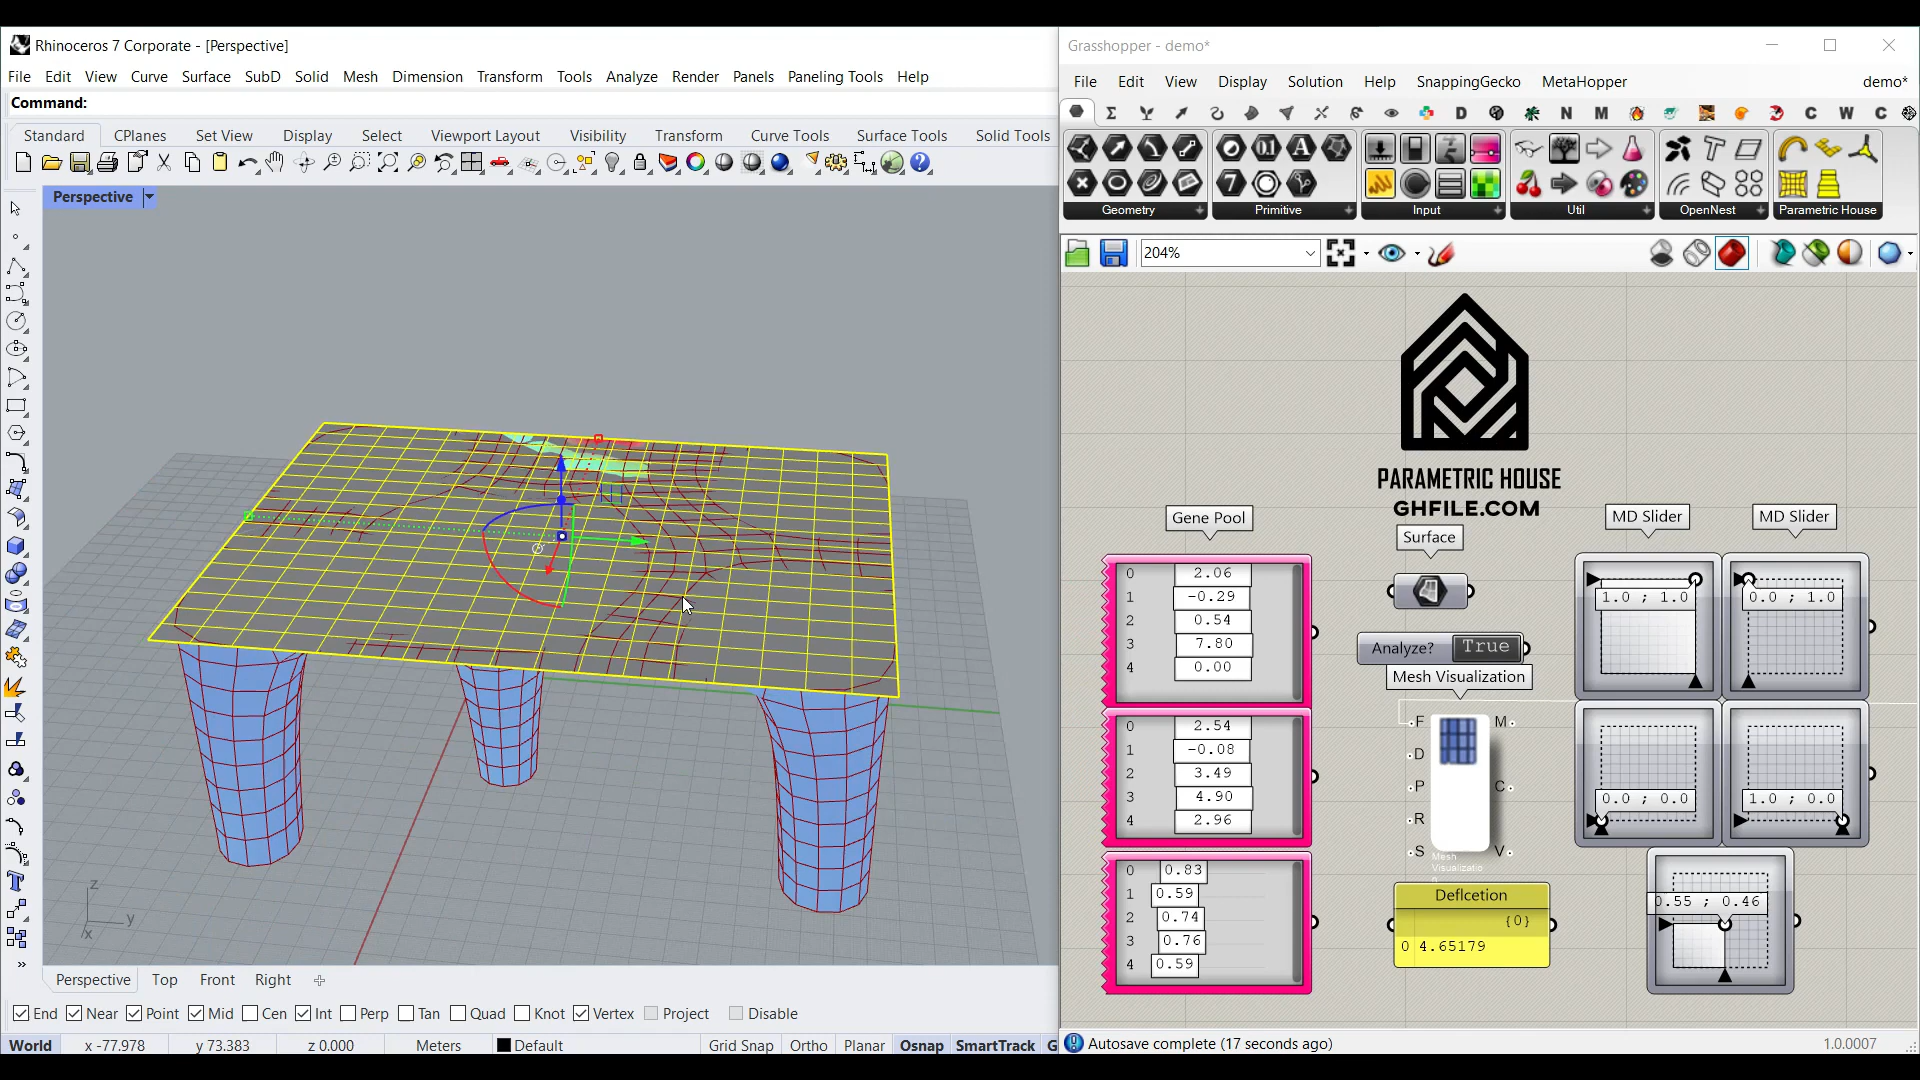 Rhinoceros 7 Corporate - [Perspective]
File Edit View Curve Surface SubD Solid Mesh Dimension Transform Tools Analyze Render Panels Paneling Tools Help
Command:
Standard CPlanes Set View Display Select Viewport Layout Visibility Transform Curve Tools Surface Tools Solid Tools
Perspective
z
y
x
Perspective Top Front Right
End Near Point Mid Cen Int Perp Tan Quad Knot Vertex Project Disable
World x -77.978 y 73.383 z 0.000 Meters Default Grid Snap Ortho Planar Osnap SmartTrack G
Grasshopper - demo*
File Edit View Display Solution Help SnappingGecko MetaHopper demo*
D N M C W C
Geometry Primitive Input Util OpenNest Parametric House
204%
PARAMETRIC HOUSE
GHFILE.COM
Gene Pool
0 2.06
1 -0.29
2 0.54
3 7.80
4 0.00
0 2.54
1 -0.08
2 3.49
3 4.90
4 2.96
0 0.83
1 0.59
2 0.74
3 0.76
4 0.59
Surface
Analyze? True
Mesh Visualization
F M
D
P C
R
S V
Mesh
Visualizatio
n
Deflcetion
{0}
0 4.65179
MD Slider MD Slider
1.0 ; 1.0 0.0 ; 1.0
0.0 ; 0.0 1.0 ; 0.0
0.55 ; 0.46
Autosave complete (17 seconds ago) 1.0.0007